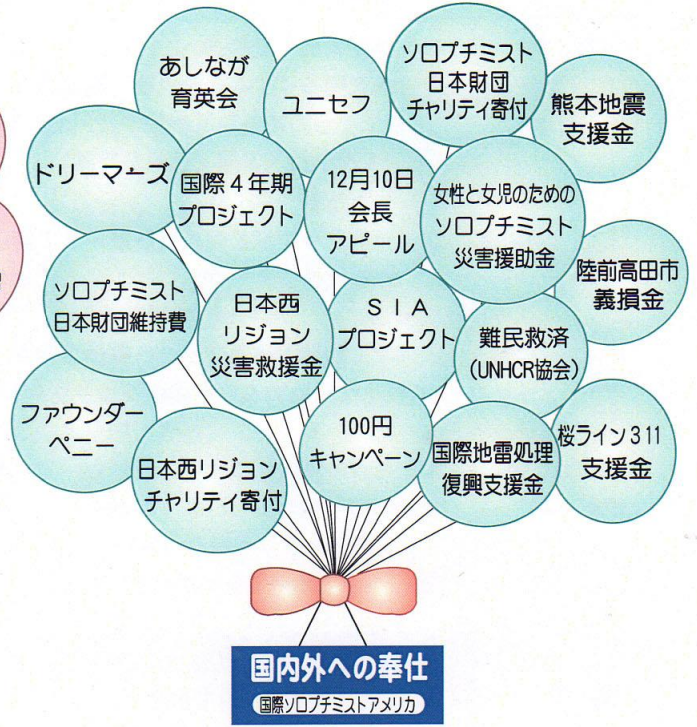 あしなが
育英会
ユニセフ
ソロプチミスト
日本財団
チャリティ寄付
熊本地震
支援金
ドリーマーズ
国際4年期
プロジェクト
12月10日
会長
アピール
女性と女児のための
ソロプチミスト
災害援助金
陸前高田市
義損金
ソロプチミスト
日本財団維持費
日本西
リジョン
災害救援金
SIA
プロジェクト
難民救済
(UNHCR協会)
ファウンダー
ペニー
日本西リジョン
チャリティ寄付
100円
キャンペーン
国際地雷処理
復興支援金
桜ライン311
支援金
国内外への奉仕
国際ソロプチミストアメリカ